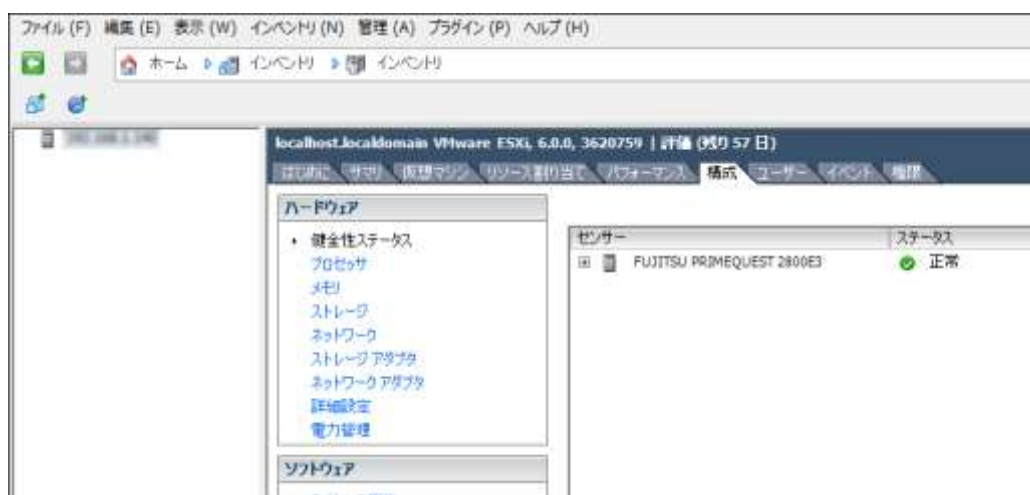 ファイル(F) 編集(E) 表示(W) インベントリ(N) 管理(A) プラグイン(P) ヘルプ(H)
ホーム インベントリ インベントリ
localhost.localdomain VMware ESXi, 6.0.0, 3620759 | 評価 (残り 57 日)
はじめに サマリ 仮想マシン リソース割り当て パフォーマンス 構成 ユーザー イベント 権限
ハードウェア
健全性ステータス
プロセッサ
メモリ
ストレージ
ネットワーク
ストレージ アダプタ
ネットワーク アダプタ
詳細設定
電力管理
ソフトウェア
センサー ステータス
FUJITSU PRIMEQUEST 2800E3 正常